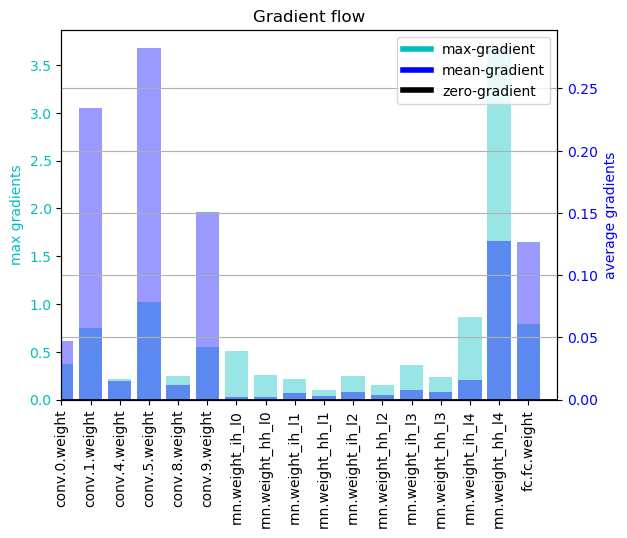 Gradient flow
max-gradient
mean-gradient
zero-gradient
max gradients
3.5
3.0
2.5
2.0
1.5
1.0
0.5
0.0
average gradients
0.25
0.20
0.15
0.10
0.05
0.00
conv.0.weight
conv.1.weight
conv.4.weight
conv.5.weight
conv.8.weight
conv.9.weight
rnn.weight_ih_l0
rnn.weight_hh_l0
rnn.weight_ih_l1
rnn.weight_hh_l1
rnn.weight_ih_l2
rnn.weight_hh_l2
rnn.weight_ih_l3
rnn.weight_hh_l3
rnn.weight_ih_l4
rnn.weight_hh_l4
fc.fc.weight